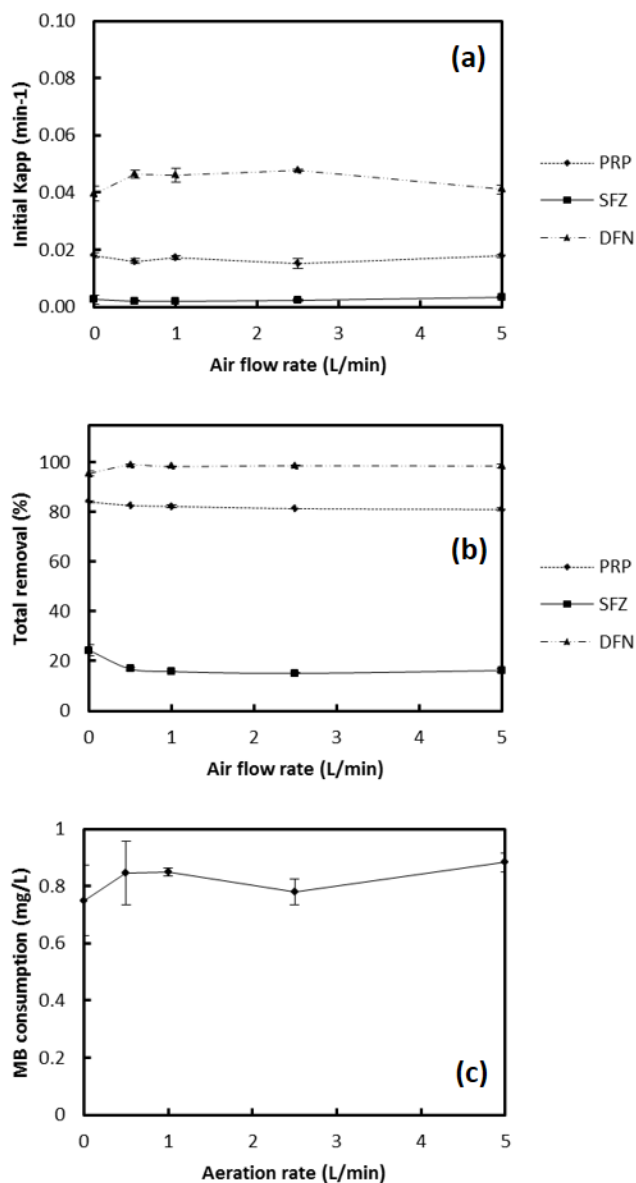 (a)
0.10
0.08
0.06
0.04
0.02
0.00
Initial Kapp (min-1)
0
1
2
3
4
5
Air flow rate (L/min)
PRP
SFZ
DFN
(b)
100
80
60
40
20
0
Total removal (%)
0
1
2
3
4
5
Air flow rate (L/min)
PRP
SFZ
DFN
(c)
1
0.8
0.6
0.4
0.2
0
MB consumption (mg/L)
0
1
2
3
4
5
Aeration rate (L/min)